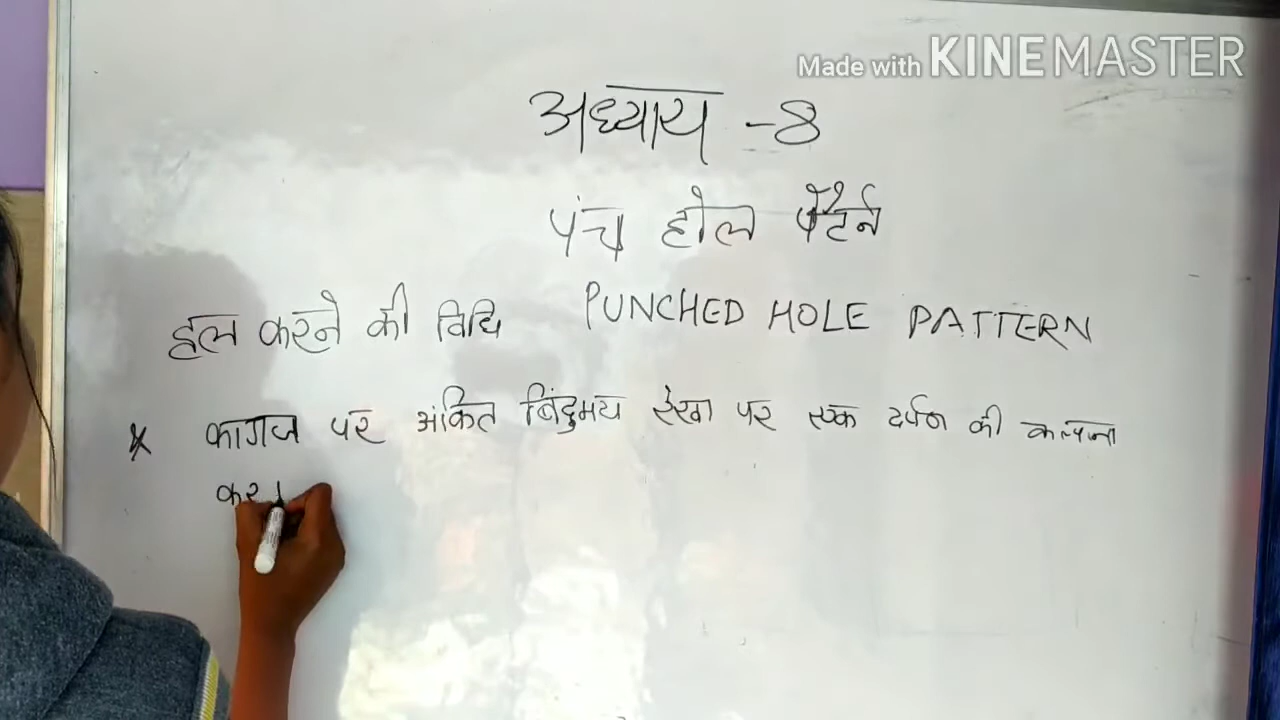 Made with KINEMASTER
अध्याय -8
पंच होल पैटर्न
हल करने की विधि PUNCHED HOLE PATTERN
* कागज पर अंकित बिंदुमय रेखा पर एक दर्पण की कल्पना
कर